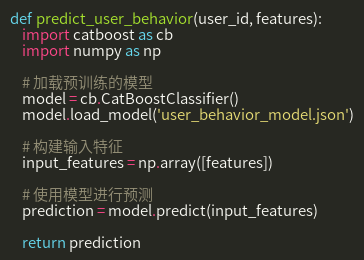 def predict_user_behavior(user_id, features):
import catboost as cb
import numpy as np
# 加载预训练的模型
model = cb.CatBoostClassifier()
model.load_model('user_behavior_model.json')
# 构建输入特征
input_features = np.array([features])
# 使用模型进行预测
prediction = model.predict(input_features)
return prediction